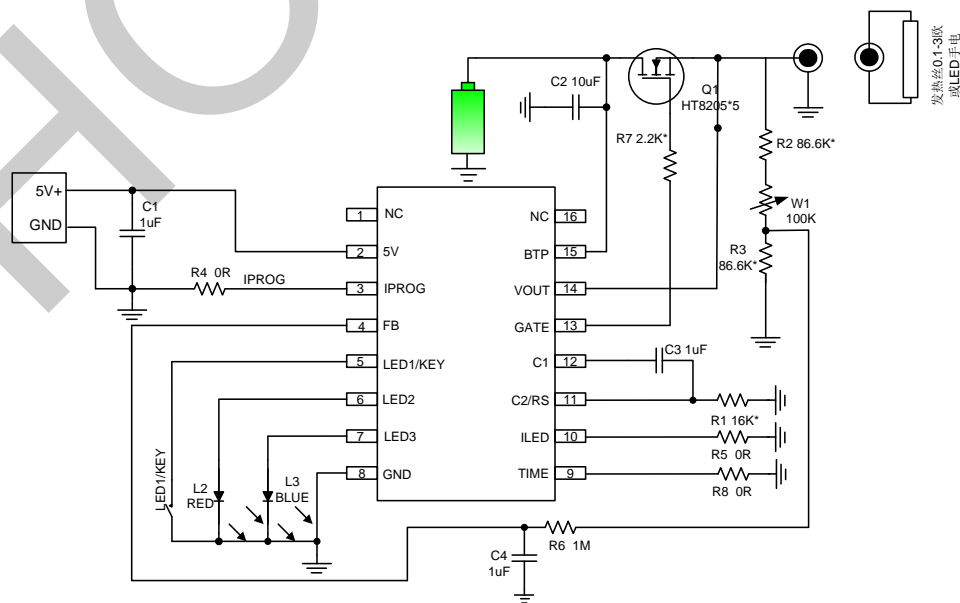 C2 10uF
Q1
HT8205*5
R7 2.2K*
R2 86.6K*
W1
100K
R3
86.6K*
发热丝0.1-3欧
或LED手电
5V+
GND
C1
1uF
R4 0R
IPROG
1 NC
2 5V
3 IPROG
4 FB
5 LED1/KEY
6 LED2
7 LED3
8 GND
NC 16
BTP 15
VOUT 14
GATE 13
C1 12
C2/RS 11
ILED 10
TIME 9
C3 1uF
R1 16K*
R5 0R
R8 0R
LED1/KEY
L2
RED
L3
BLUE
R6 1M
C4
1uF